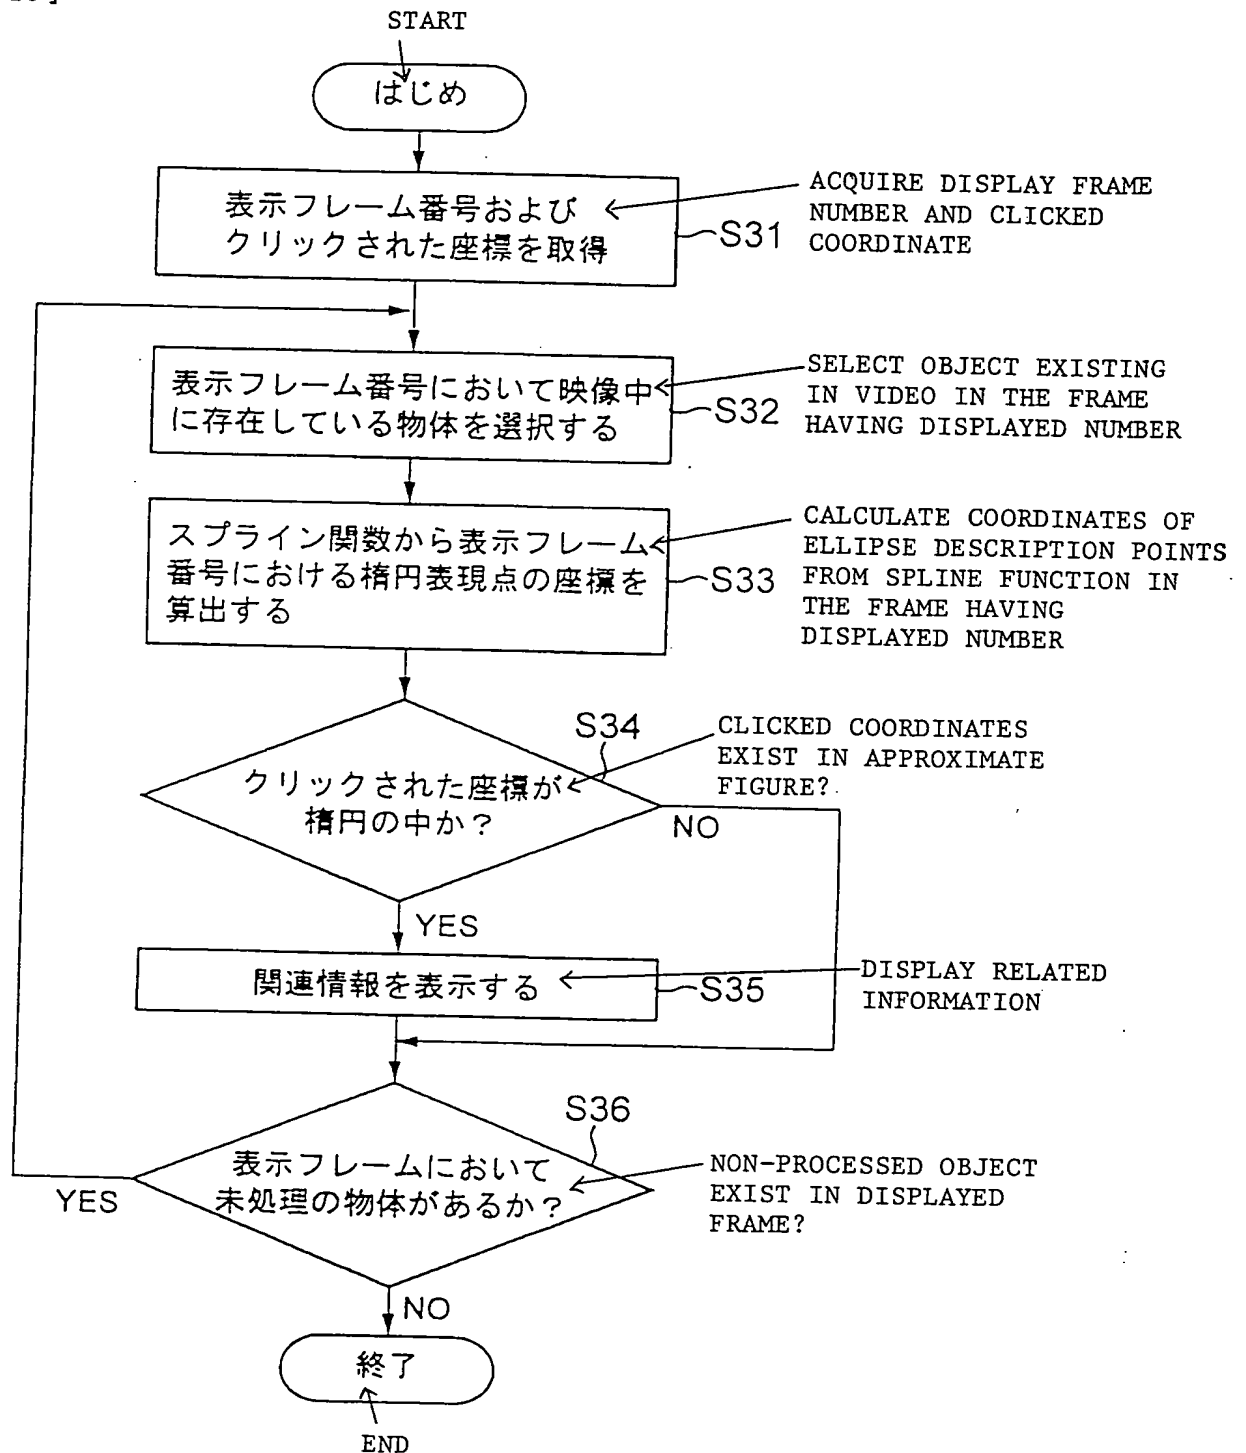 START
はじめ
表示フレーム番号および
クリックされた座標を取得
S31
ACQUIRE DISPLAY FRAME
NUMBER AND CLICKED
COORDINATE
表示フレーム番号において映像中
に存在している物体を選択する
S32
SELECT OBJECT EXISTING
IN VIDEO IN THE FRAME
HAVING DISPLAYED NUMBER
スプライン関数から表示フレーム
番号における楕円表現点の座標を
算出する
S33
CALCULATE COORDINATES OF
ELLIPSE DESCRIPTION POINTS
FROM SPLINE FUNCTION IN
THE FRAME HAVING
DISPLAYED NUMBER
S34
クリックされた座標が
楕円の中か？
CLICKED COORDINATES
EXIST IN APPROXIMATE
FIGURE?
NO
YES
関連情報を表示する
S35
DISPLAY RELATED
INFORMATION
S36
表示フレームにおいて
未処理の物体があるか？
NON-PROCESSED OBJECT
EXIST IN DISPLAYED
FRAME?
YES
NO
終了
END